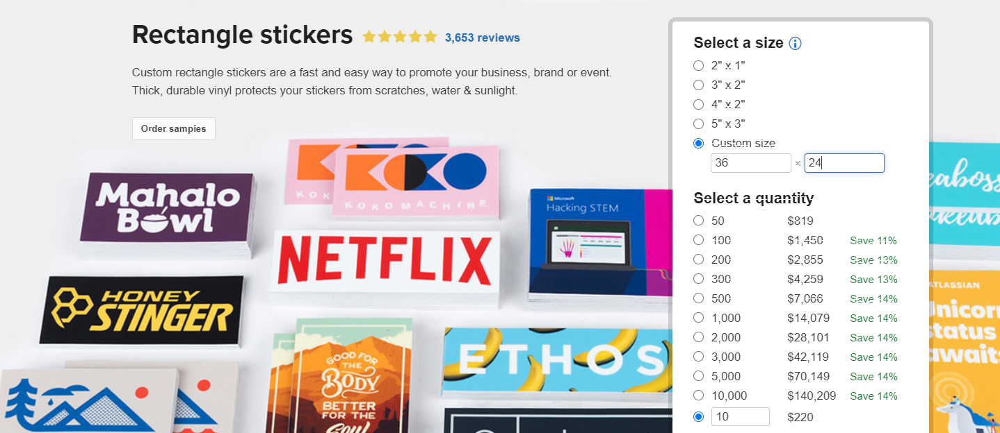 Rectangle stickers 3,653 reviews
Custom rectangle stickers are a fast and easy way to promote your business, brand or event.
Thick, durable vinyl protects your stickers from scratches, water & sunlight.
Order sampies
Select a size i
2" x 1"
3" x 2"
4" x 2"
5" x 3"
Custom size
36 × 24
Select a quantity
50 $819
100 $1,450 Save 11%
200 $2,855 Save 13%
300 $4,259 Save 13%
500 $7,066 Save 14%
1,000 $14,079 Save 14%
2,000 $28,101 Save 14%
3,000 $42,119 Save 14%
5,000 $70,149 Save 14%
10,000 $140,209 Save 14%
10 $220
KOK
KOKO
KOKO MACHINE
Mahalo
Bowl
Microsoft
Hacking STEM
NETFLIX
HONEY
STINGER
GOOD FOR
THE
BODY
BETTER
FOR THE
Soul
ETHOS
eaboss
ATLASSIAN
Unicorn
status
await